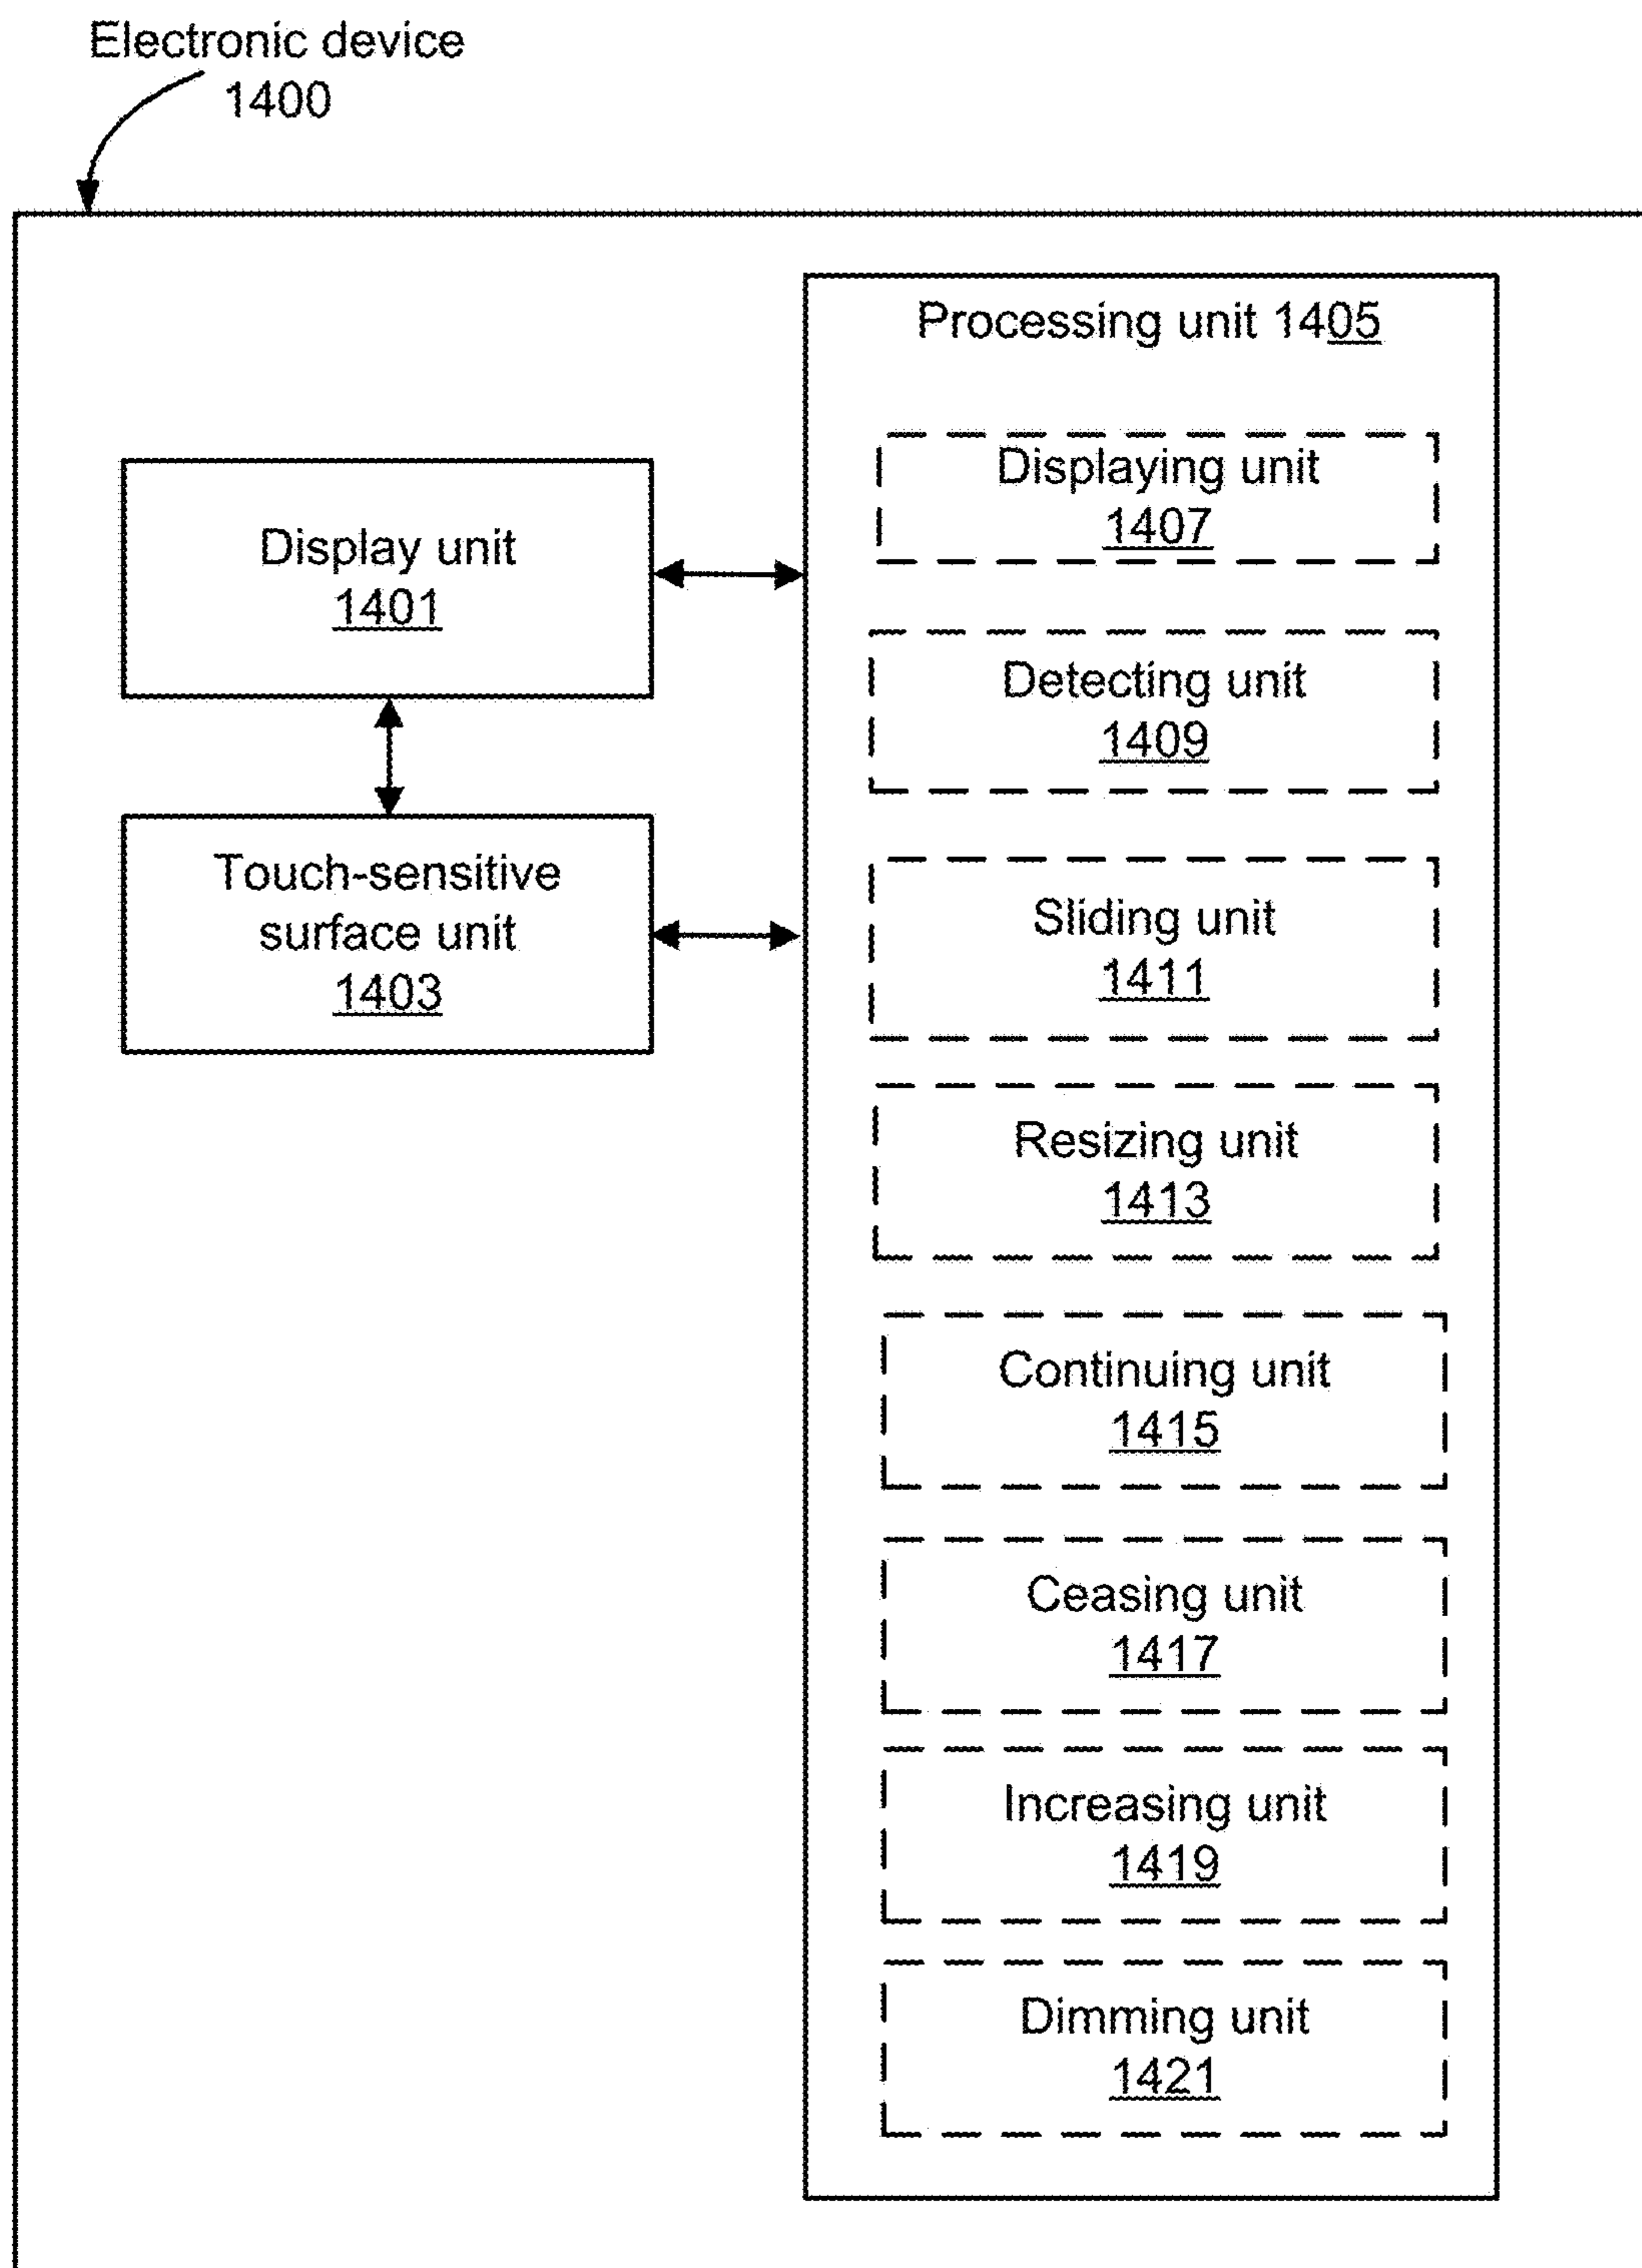 Electronic device
1400
Processing unit 1405
Displaying unit
1407
Display unit
1401
Detecting unit
1409
Touch-sensitive
surface unit
1403
Sliding unit
1411
Resizing unit
1413
Continuing unit
1415
Ceasing unit
1417
Increasing unit
1419
Dimming unit
1421